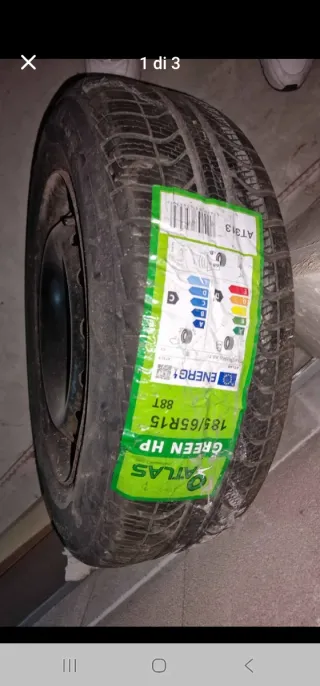 1 di 3
ATLAS
GREEN HP
185/65R15
88T
ENERG
AT313
A
B
C
D
C